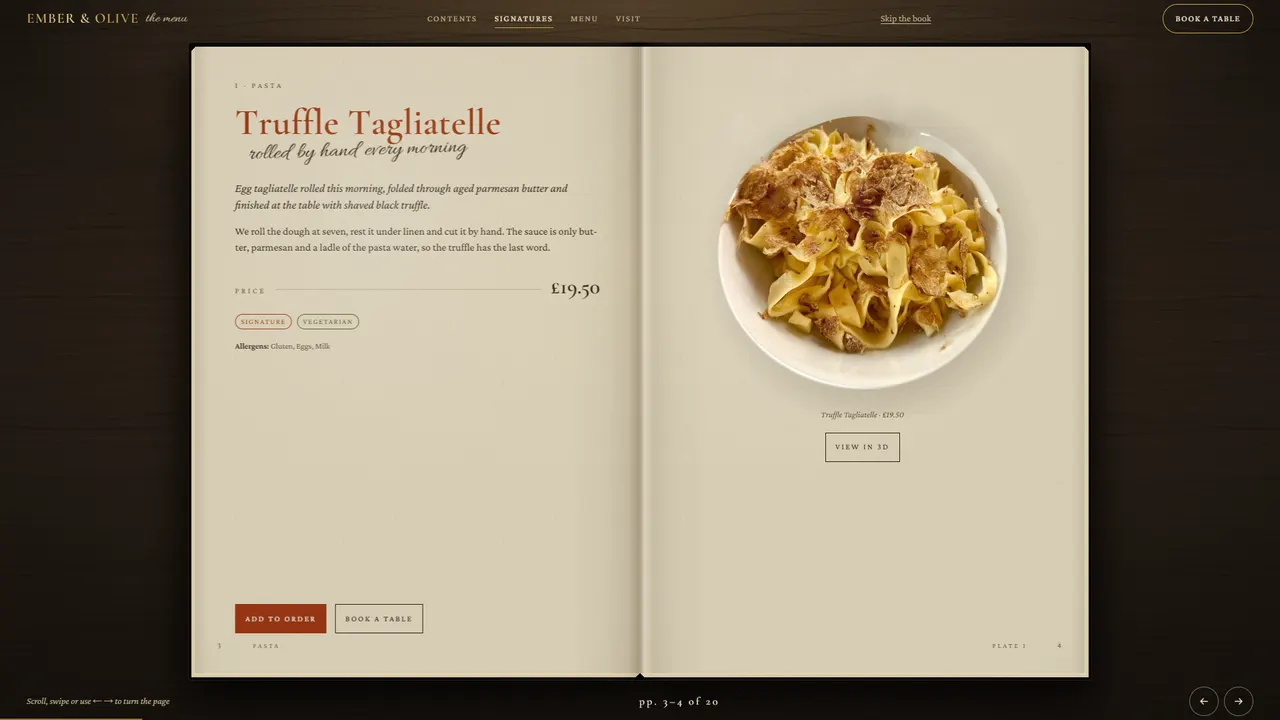 EMBER & OLIVE the menu
CONTENTS SIGNATURES MENU VISIT
Skip the book
BOOK A TABLE
I · PASTA
Truffle Tagliatelle
rolled by hand every morning
Egg tagliatelle rolled this morning, folded through aged parmesan butter and
finished at the table with shaved black truffle.
We roll the dough at seven, rest it under linen and cut it by hand. The sauce is only but-
ter, parmesan and a ladle of the pasta water, so the truffle has the last word.
PRICE £19.50
SIGNATURE VEGETARIAN
Allergens: Gluten, Eggs, Milk
ADD TO ORDER BOOK A TABLE
3 PASTA
Truffle Tagliatelle · £19.50
VIEW IN 3D
PLATE I 4
Scroll, swipe or use ← → to turn the page
pp. 3–4 of 20
← →